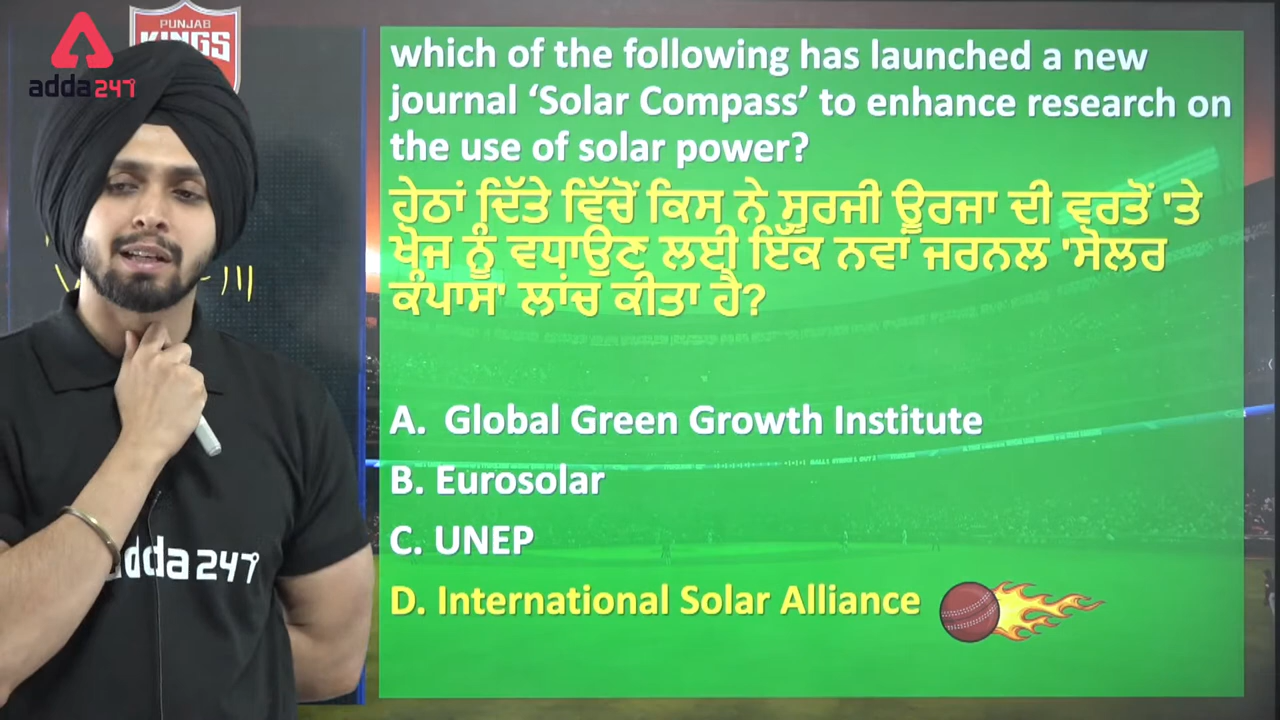 PUNJAB
KINGS
adda247
which of the following has launched a new
journal ‘Solar Compass’ to enhance research on
the use of solar power?
ਹੇਠਾਂ ਦਿੱਤੇ ਵਿੱਚੋਂ ਕਿਸ ਨੇ ਸੂਰਜੀ ਊਰਜਾ ਦੀ ਵਰਤੋਂ 'ਤੇ
ਖੋਜ ਨੂੰ ਵਧਾਉਣ ਲਈ ਇੱਕ ਨਵਾਂ ਜਰਨਲ 'ਸੋਲਰ
ਕੰਪਾਸ' ਲਾਂਚ ਕੀਤਾ ਹੈ?
A. Global Green Growth Institute
B. Eurosolar
C. UNEP
D. International Solar Alliance
adda247